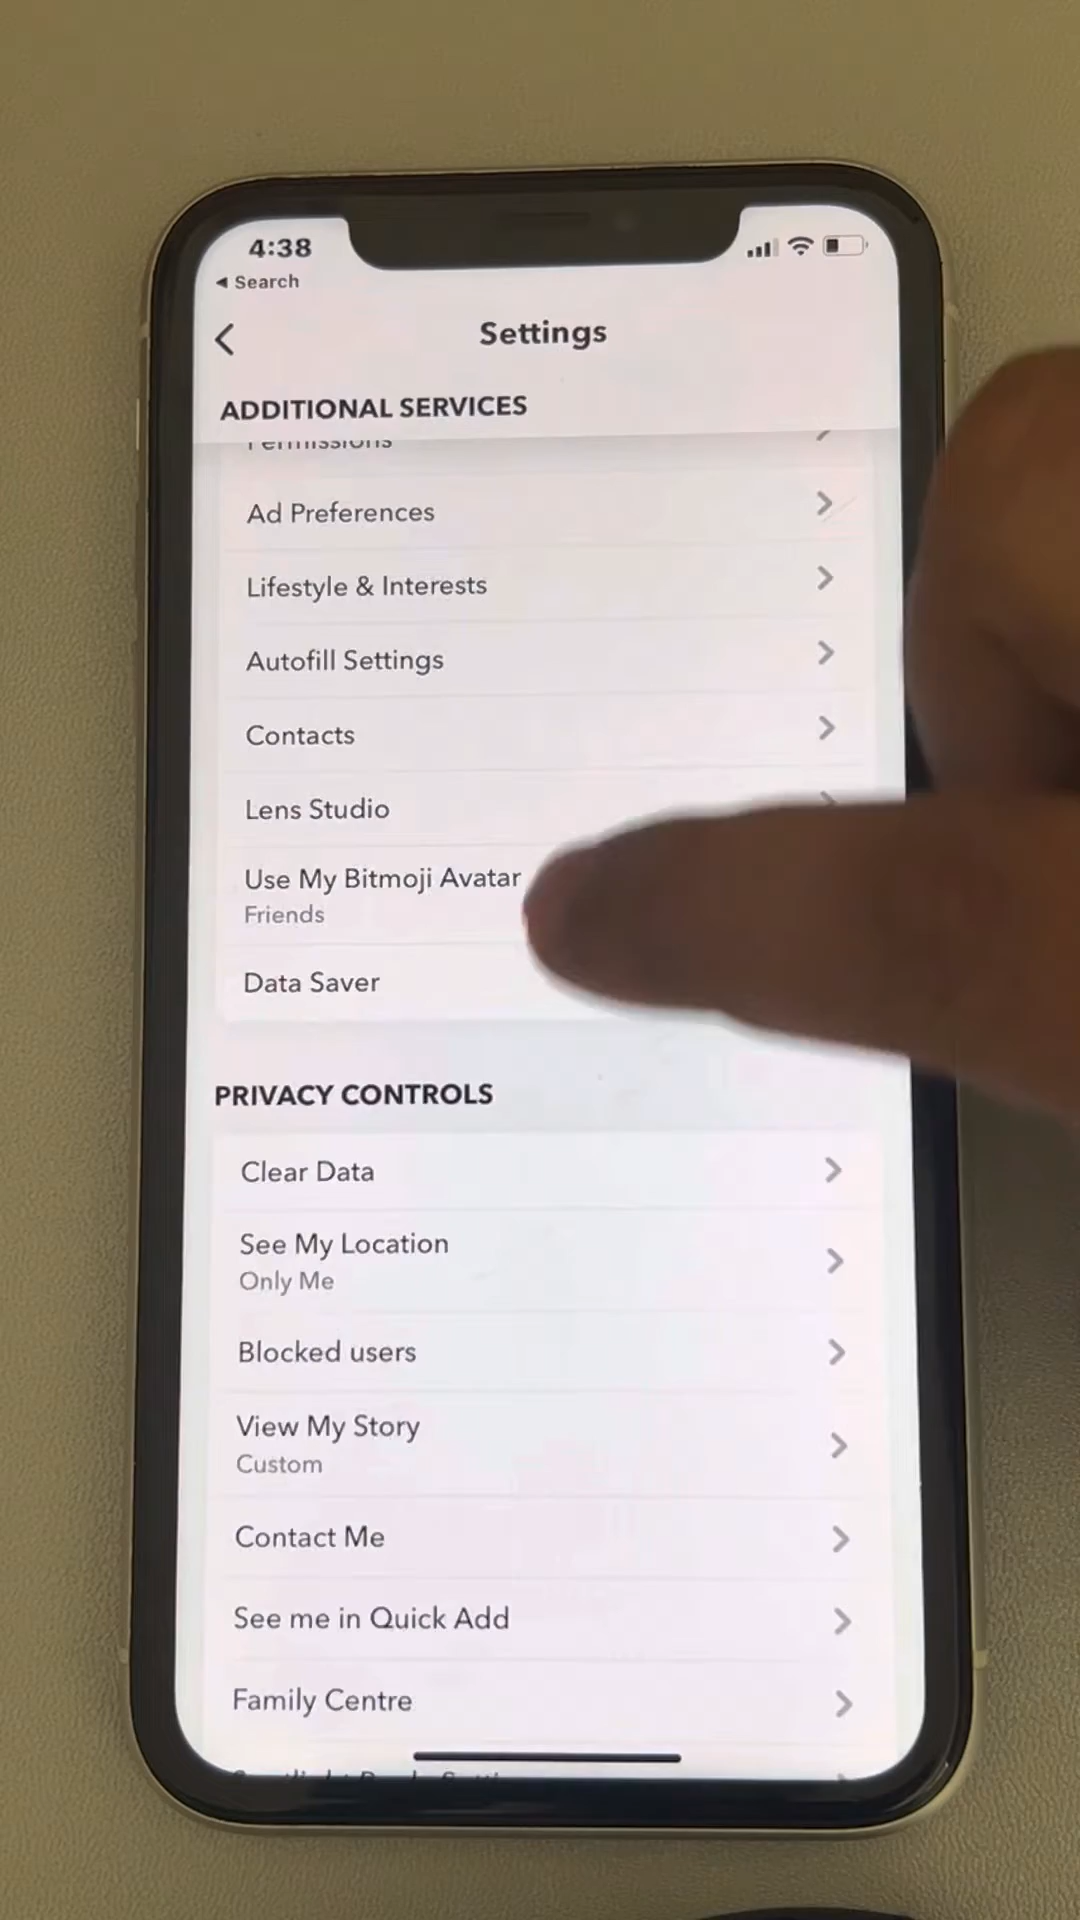 4:38
Search
Settings
ADDITIONAL SERVICES
Permissions
Ad Preferences
Lifestyle & Interests
Autofill Settings
Contacts
Lens Studio
Use My Bitmoji Avatar
Friends
Data Saver
PRIVACY CONTROLS
Clear Data
See My Location
Only Me
Blocked users
View My Story
Custom
Contact Me
See me in Quick Add
Family Centre